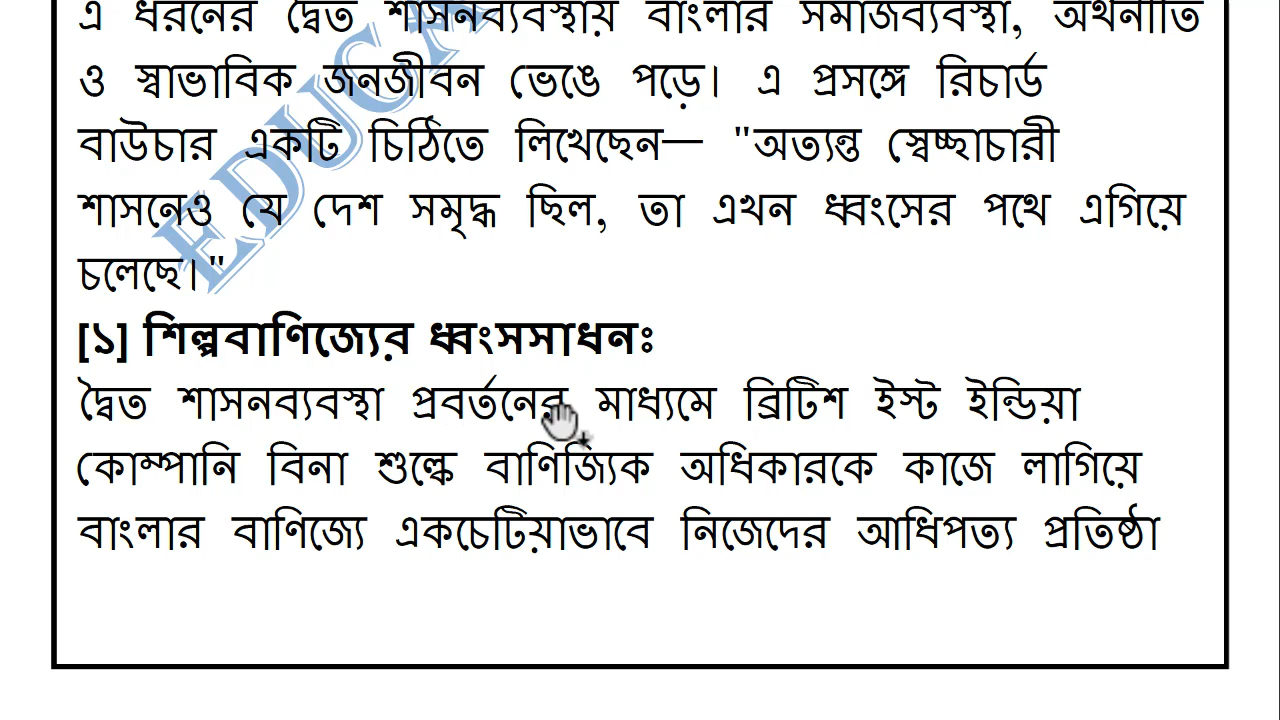 এ ধরনের দ্বৈত শাসনব্যবস্থায় বাংলার সমাজব্যবস্থা, অর্থনীতি
ও স্বাভাবিক জনজীবন ভেঙে পড়ে। এ প্রসঙ্গে রিচার্ড
বাউচার একটি চিঠিতে লিখেছেন— "অত্যন্ত স্বেচ্ছাচারী
শাসনেও যে দেশ সমৃদ্ধ ছিল, তা এখন ধ্বংসের পথে এগিয়ে
চলেছে।"
[১] শিল্পবাণিজ্যের ধ্বংসসাধনঃ
দ্বৈত শাসনব্যবস্থা প্রবর্তনের মাধ্যমে ব্রিটিশ ইস্ট ইন্ডিয়া
কোম্পানি বিনা শুল্কে বাণিজ্যিক অধিকারকে কাজে লাগিয়ে
বাংলার বাণিজ্যে একচেটিয়াভাবে নিজেদের আধিপত্য প্রতিষ্ঠা